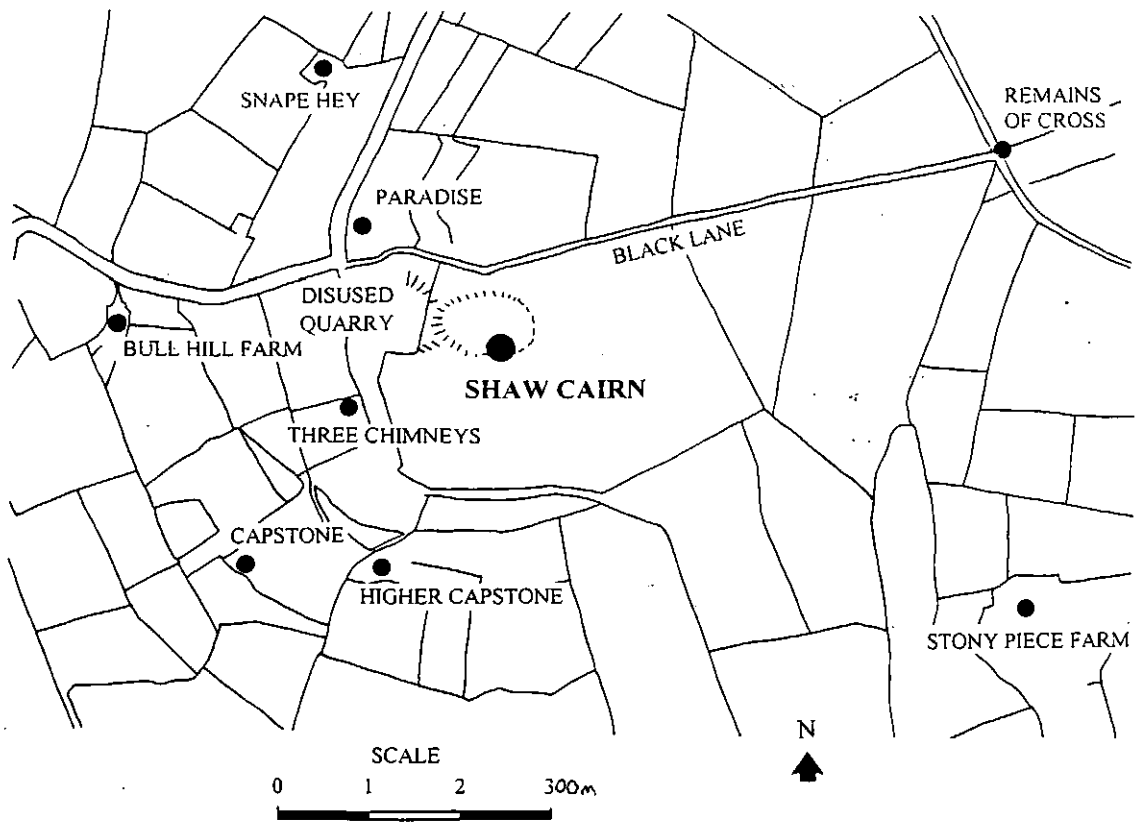 SNAPE HEY
REMAINS
OF CROSS
PARADISE
BLACK LANE
DISUSED
QUARRY
BULL HILL FARM
SHAW CAIRN
THREE CHIMNEYS
CAPSTONE
HIGHER CAPSTONE
STONY PIECE FARM
N
SCALE
0 1 2 300m